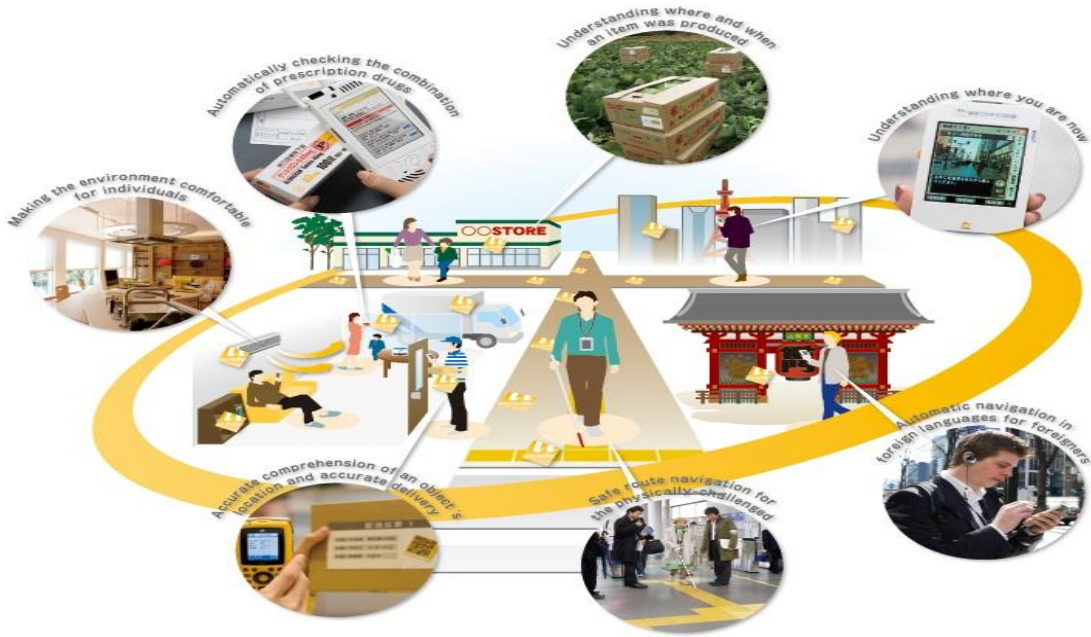 Understanding where and when
an item was produced
Automatically checking the combination
of prescription drugs
Understanding where you are now
Making the environment comfortable
for individuals
OOSTORE
Automatic navigation in
foreign languages for foreigners
Accurate comprehension of an object's
location and accurate delivery
Safe route navigation for
the physically-challenged